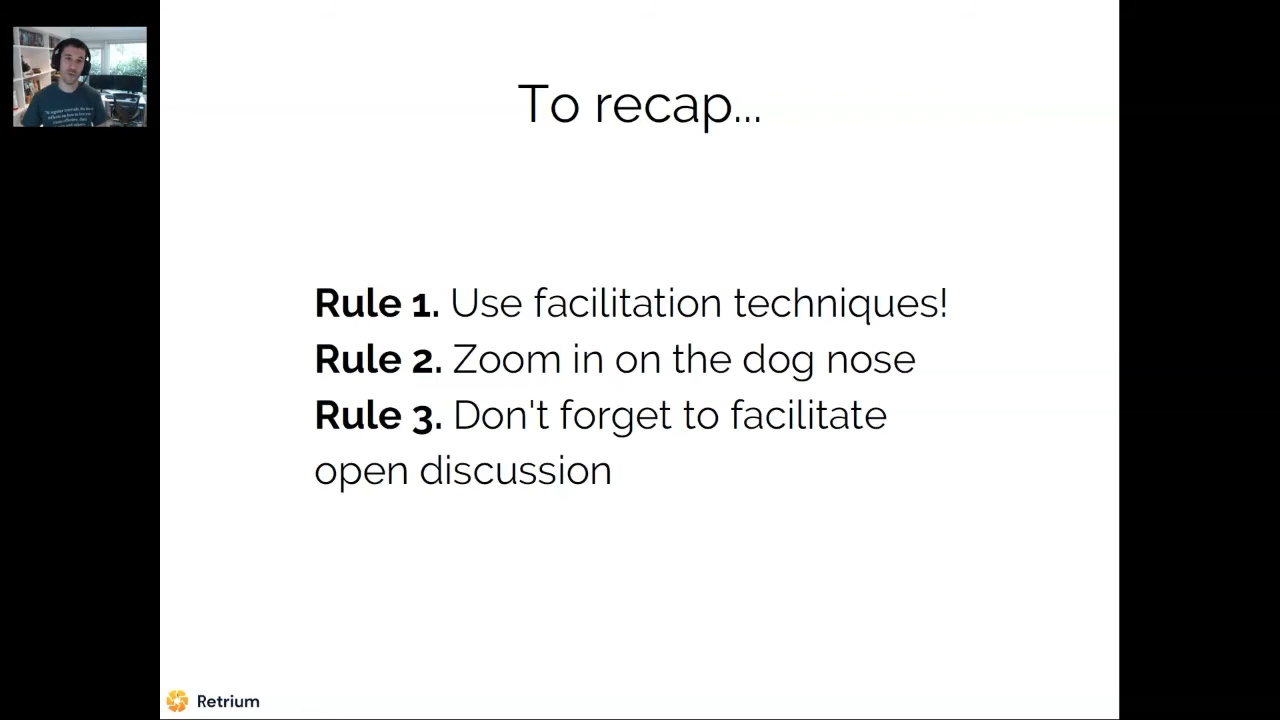 To recap...
Rule 1. Use facilitation techniques!
Rule 2. Zoom in on the dog nose
Rule 3. Don't forget to facilitate
open discussion
Retrium